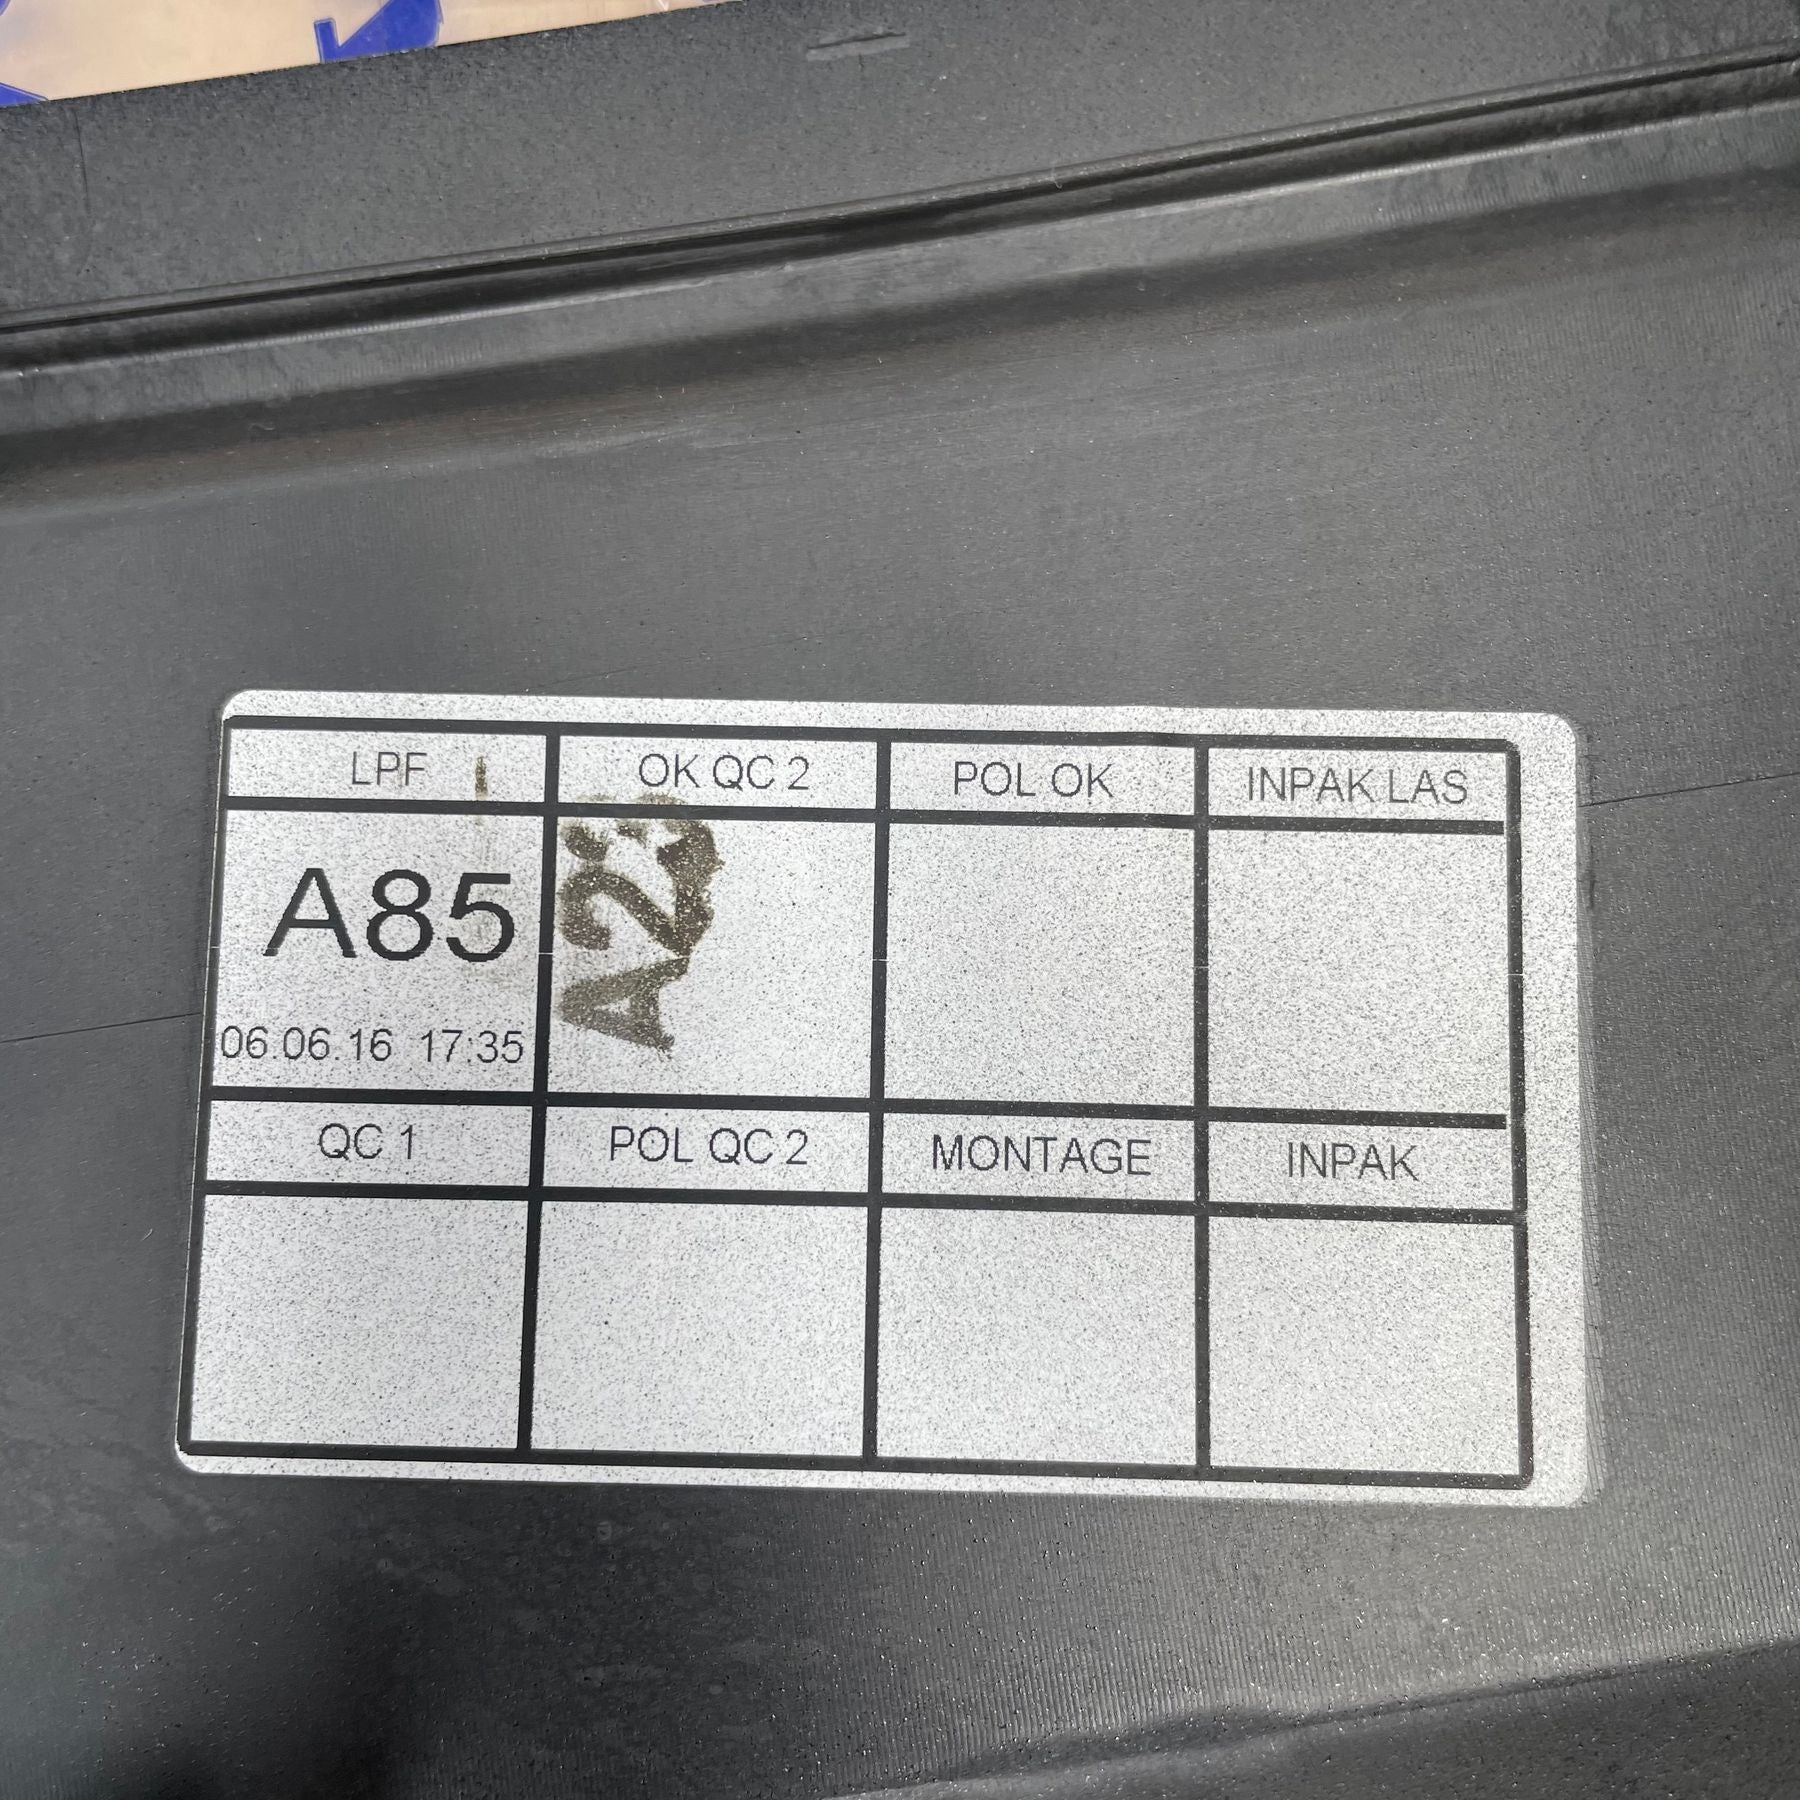 LPF OK QC 2 POL OK INPAK LAS
A85 A23
06.06.16 17:35
QC 1 POL QC 2 MONTAGE INPAK